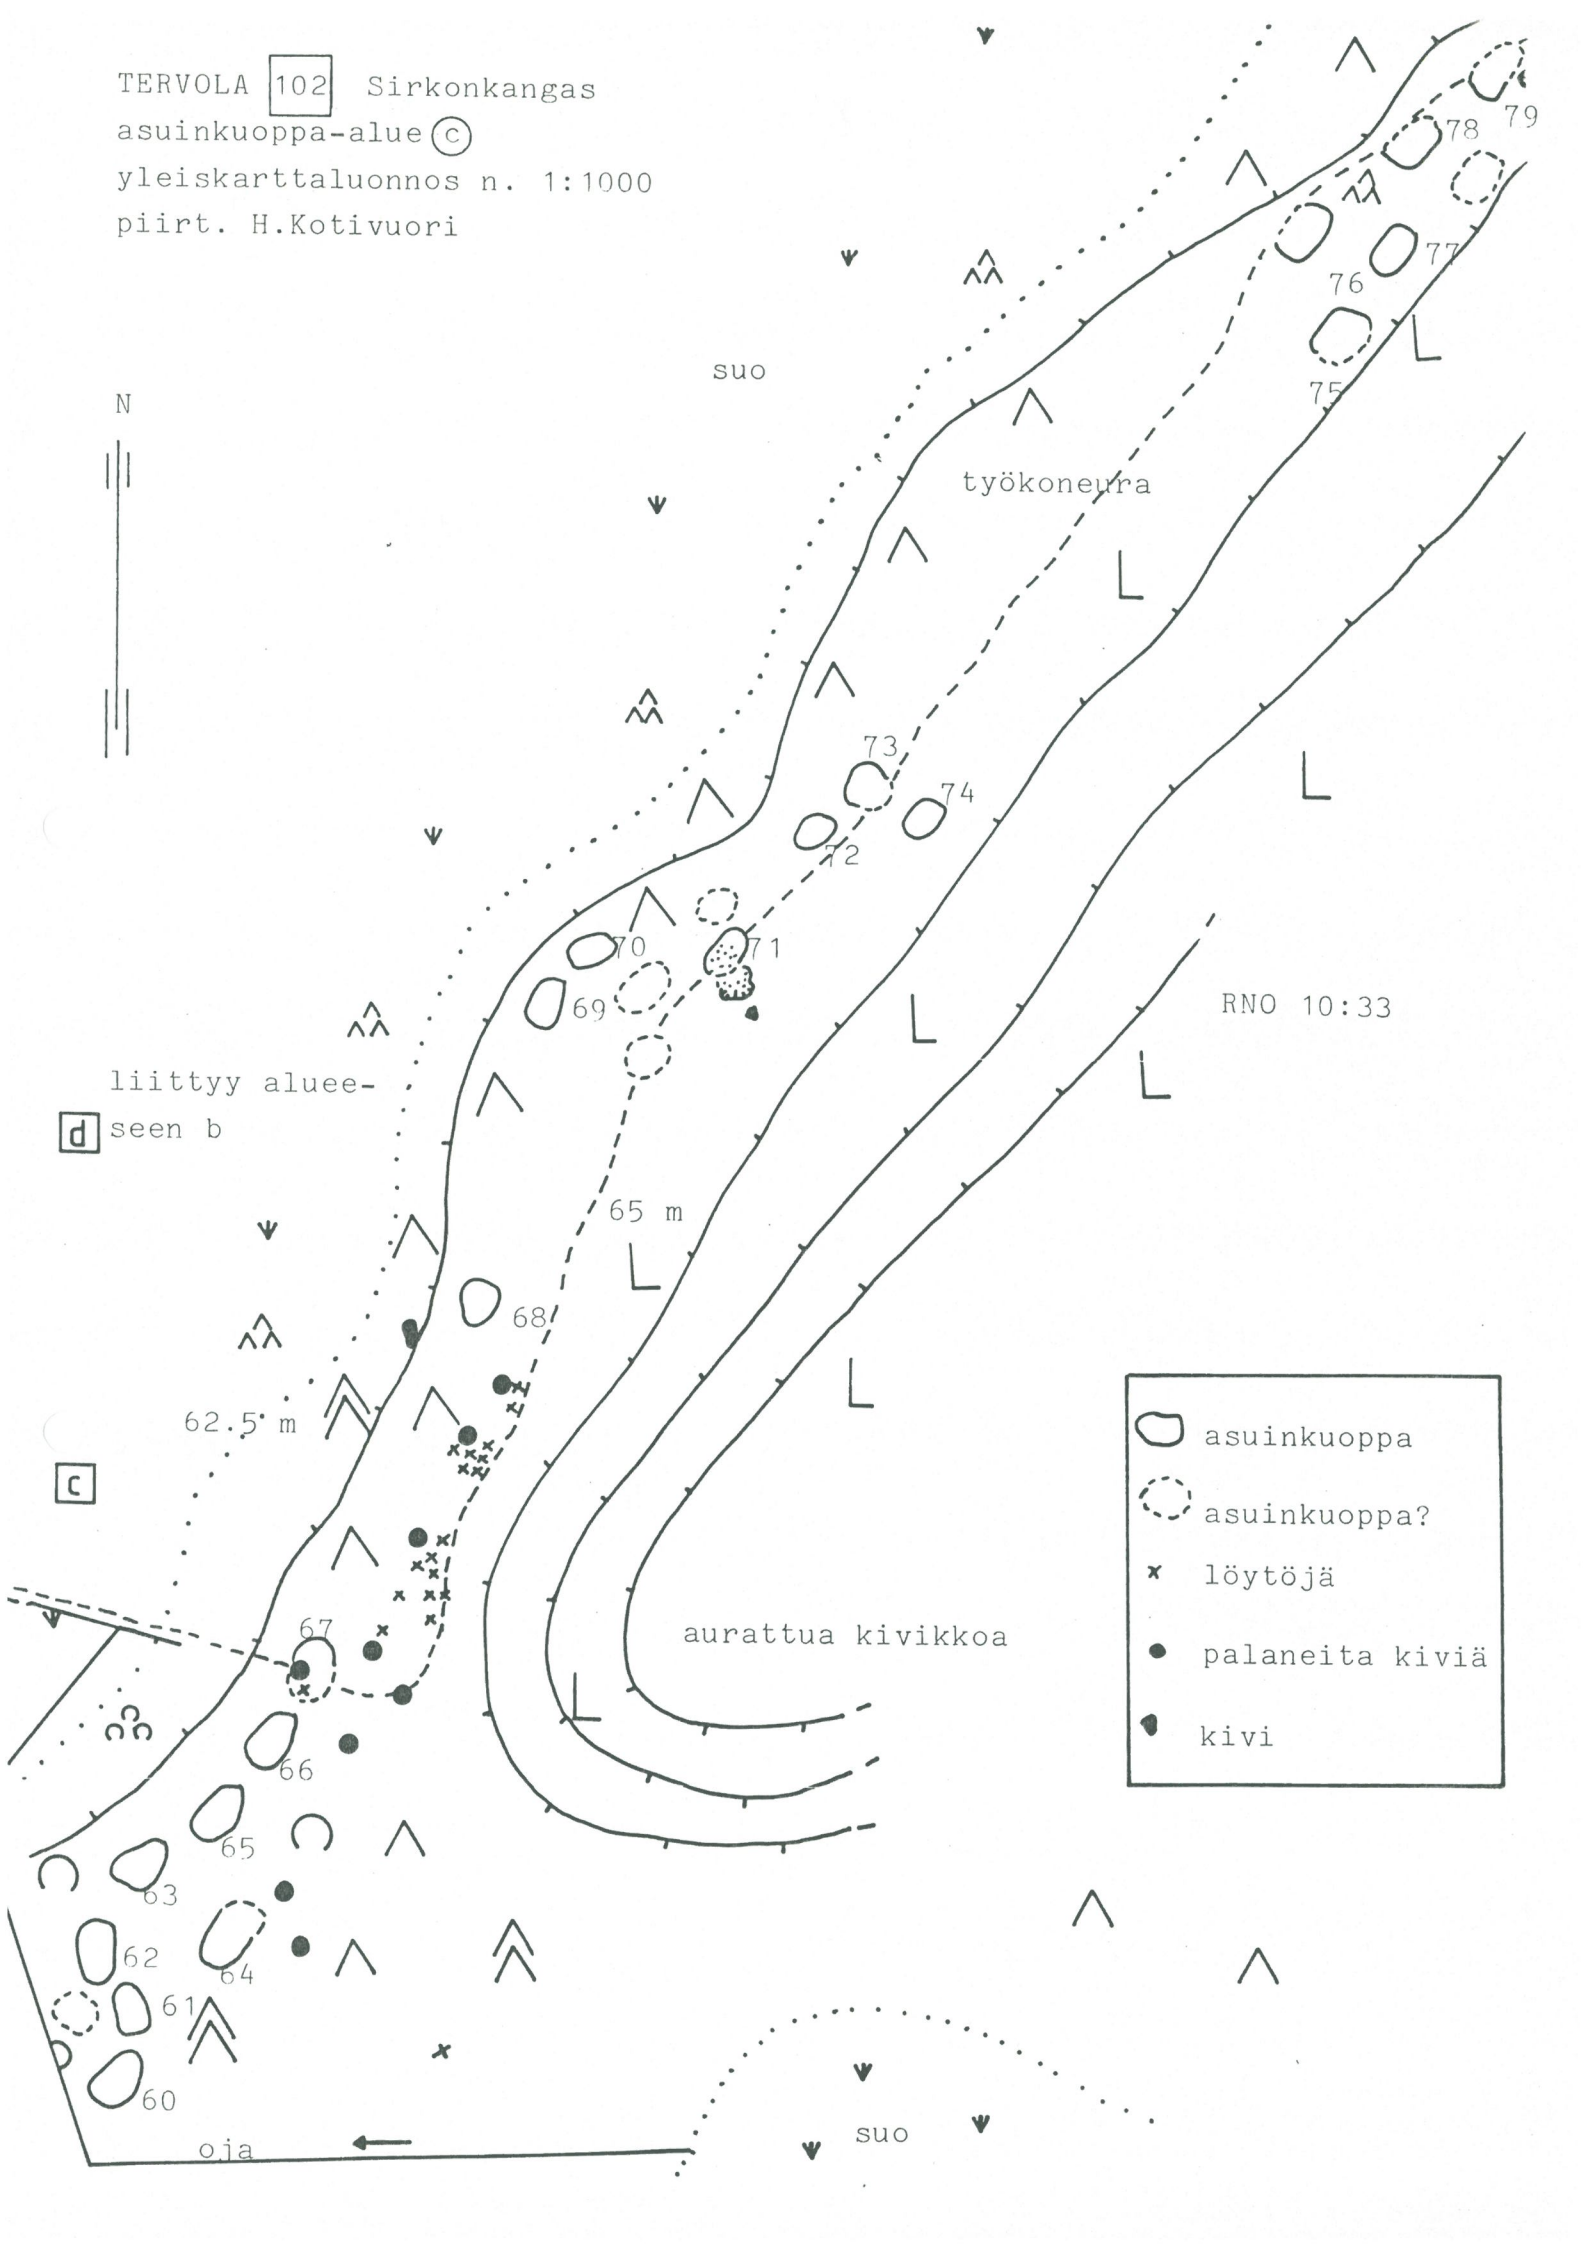 TERVOLA 102 Sirkonkangas
asuinkuoppa-alue c
yleiskarttaluonnos n. 1:1000
piirt. H.Kotivuori
79
78
77
76
75
suo
N
työkoneura
73
74
72
70
71
69
RNO 10:33
liittyy aluee-
d seen b
65 m
68
62.5 m
c
asuinkuoppa
asuinkuoppa?
löytöjä
palaneita kiviä
kivi
aurattua kivikkoa
67
66
65
63
62
64
61
60
oja
suo